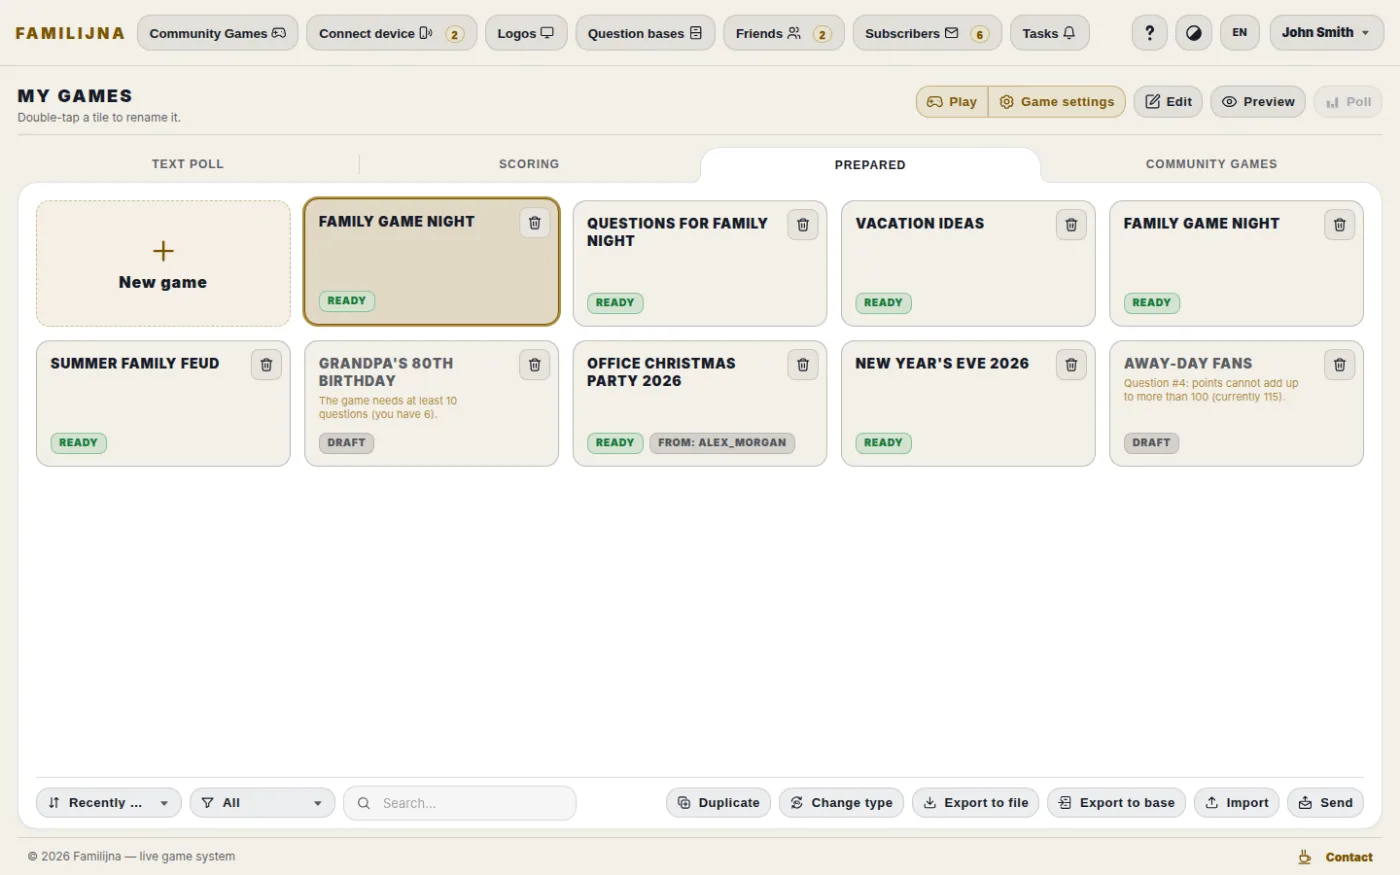 FAMILIJNA
Community Games
Connect device 2
Logos
Question bases
Friends 2
Subscribers 6
Tasks
?
EN
John Smith
MY GAMES
Double-tap a tile to rename it.
Play
Game settings
Edit
Preview
Poll
TEXT POLL
SCORING
PREPARED
COMMUNITY GAMES
New game
FAMILY GAME NIGHT
READY
QUESTIONS FOR FAMILY
NIGHT
READY
VACATION IDEAS
READY
FAMILY GAME NIGHT
READY
SUMMER FAMILY FEUD
READY
GRANDPA'S 80TH
BIRTHDAY
The game needs at least 10
questions (you have 6).
DRAFT
OFFICE CHRISTMAS
PARTY 2026
READY
FROM: ALEX_MORGAN
NEW YEAR'S EVE 2026
READY
AWAY-DAY FANS
Question #4: points cannot add up
to more than 100 (currently 115).
DRAFT
Recently ...
All
Search...
Duplicate
Change type
Export to file
Export to base
Import
Send
© 2026 Familijna — live game system
Contact